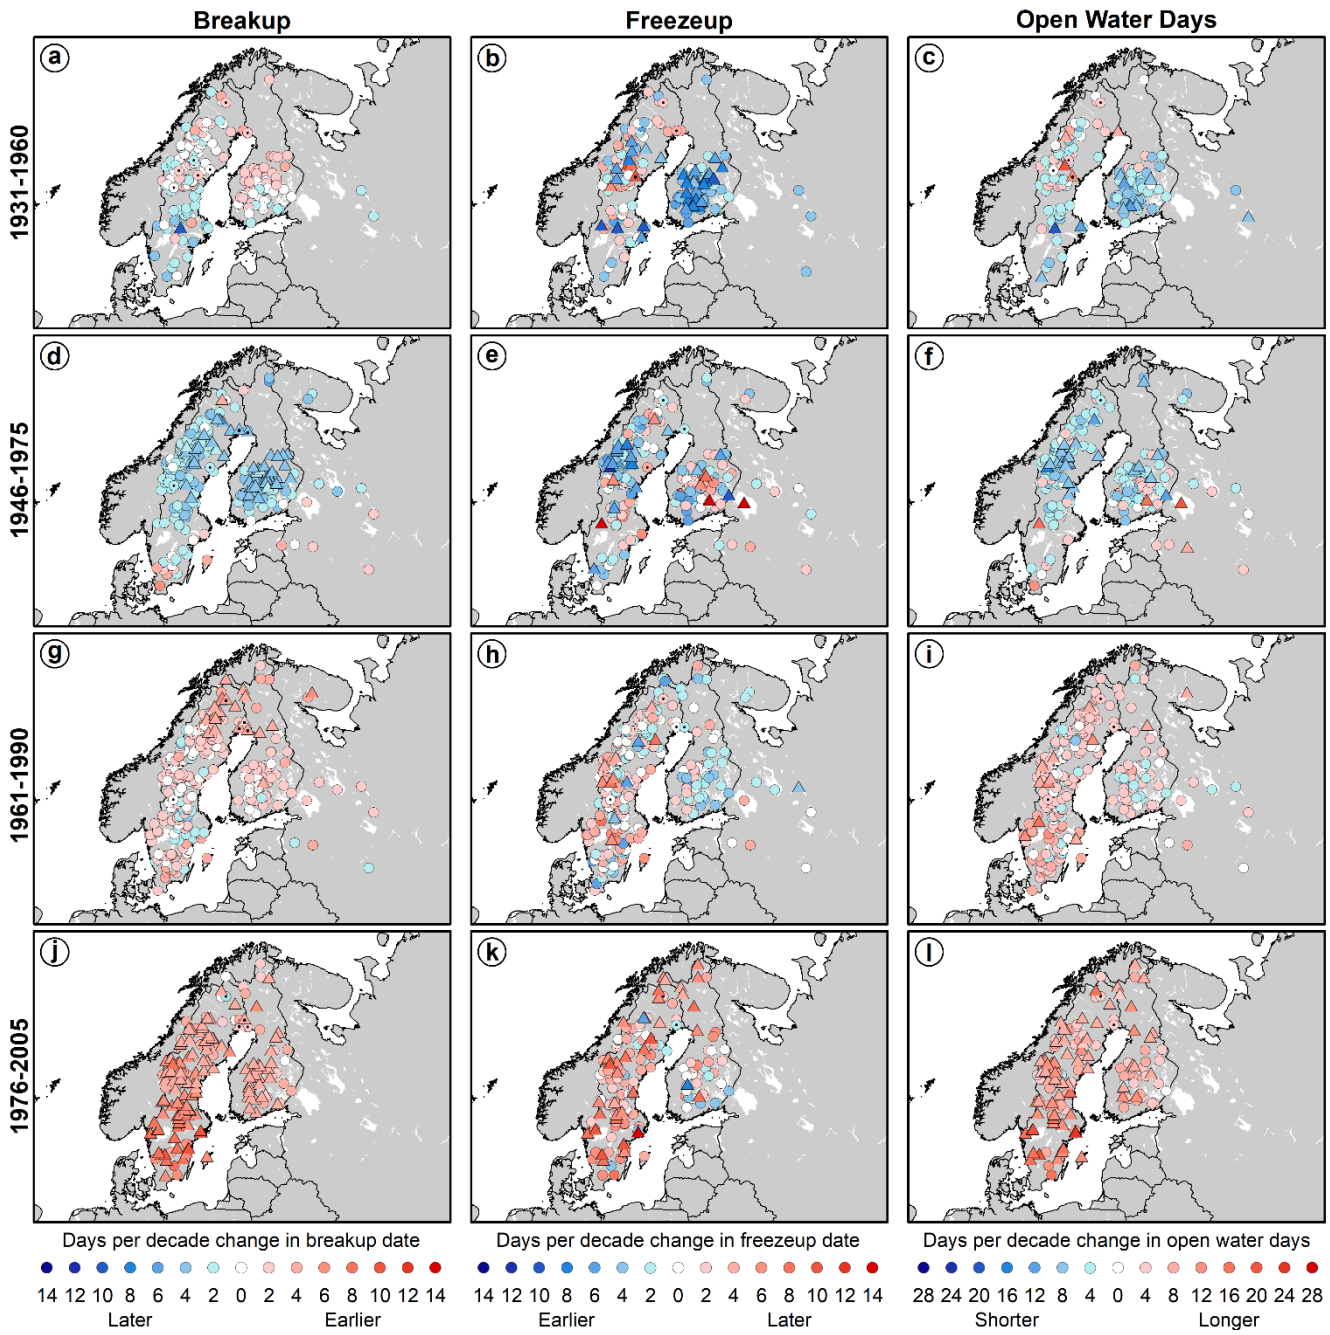 Breakup Freezeup Open Water Days
1931-1960
a b c
1946-1975
d e f
1961-1990
g h i
1976-2005
j k l
Days per decade change in breakup date
14 12 10 8 6 4 2 0 2 4 6 8 10 12 14
Later Earlier
Days per decade change in freezeup date
14 12 10 8 6 4 2 0 2 4 6 8 10 12 14
Earlier Later
Days per decade change in open water days
28 24 20 16 12 8 4 0 4 8 12 16 20 24 28
Shorter Longer